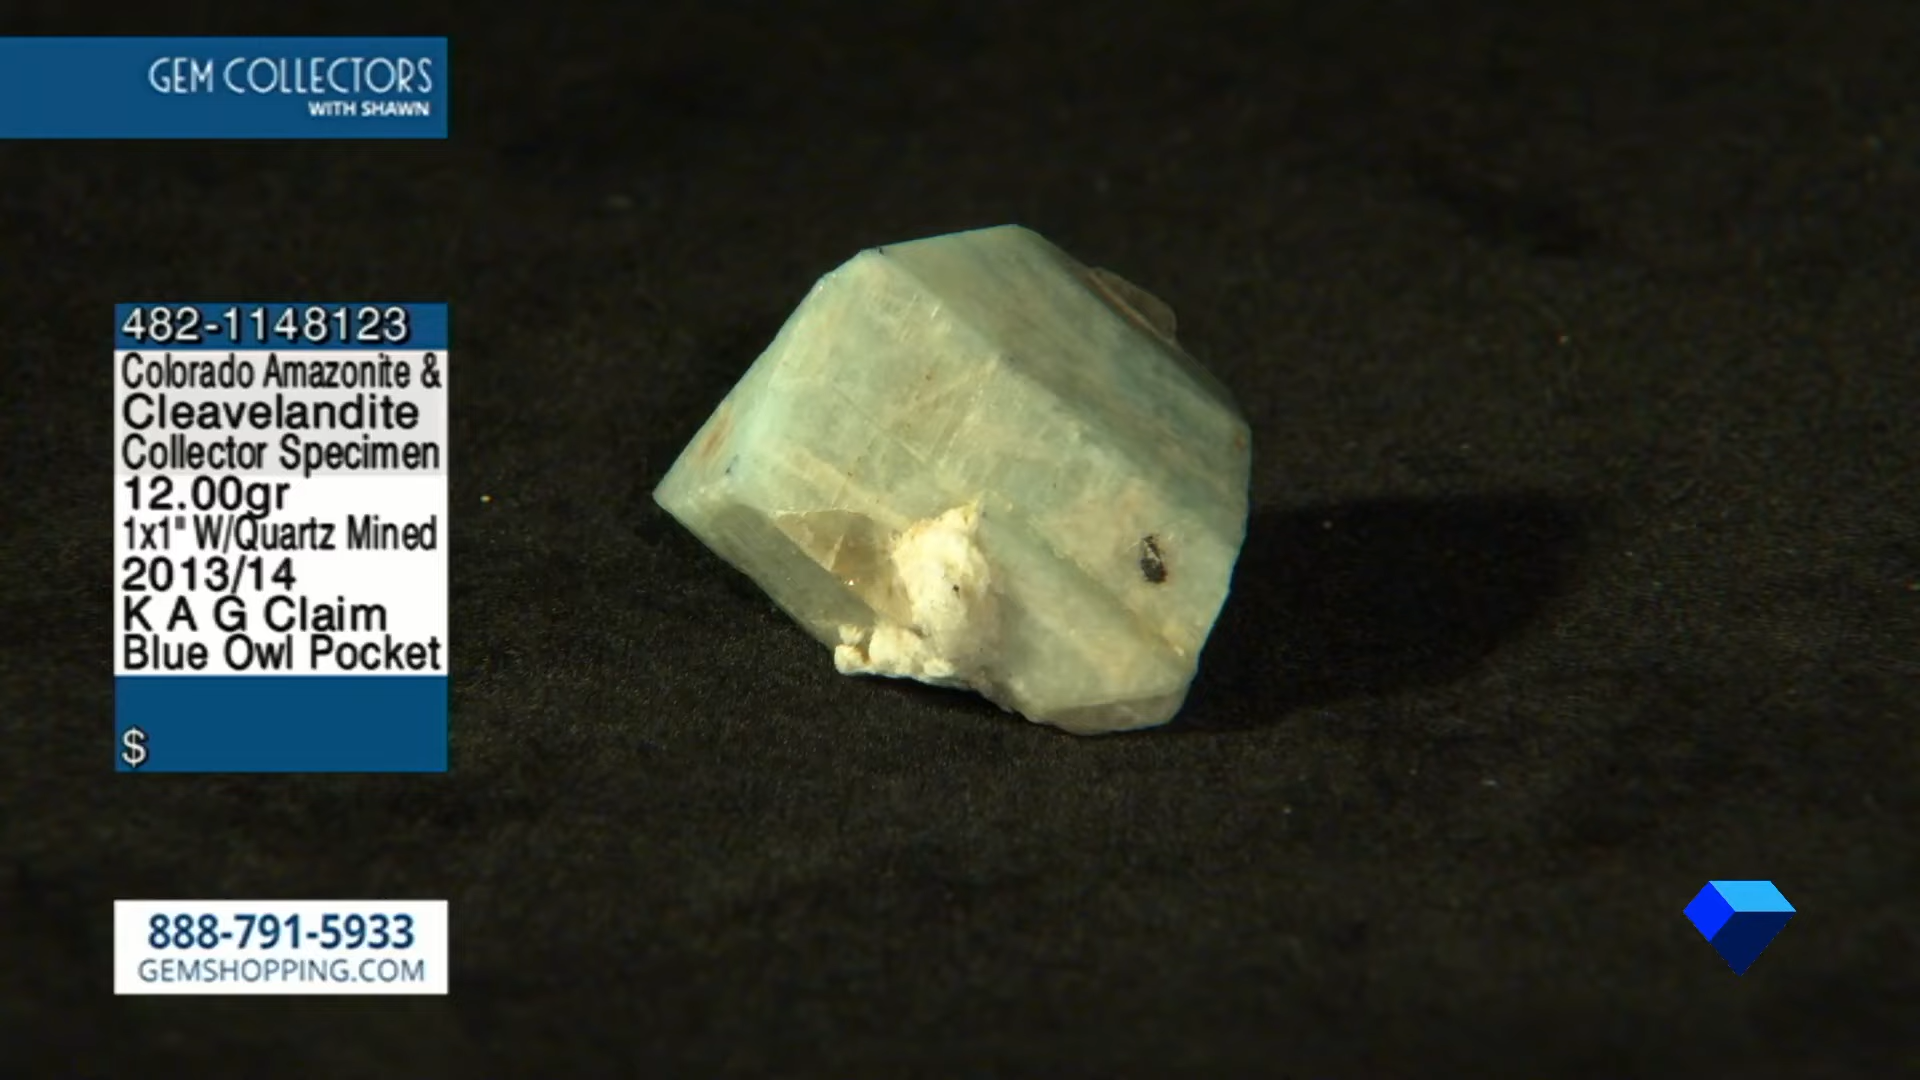 GEM COLLECTORS
WITH SHAWN
482-1148123
Colorado Amazonite &
Cleavelandite
Collector Specimen
12.00gr
1x1" W/Quartz Mined
2013/14
K A G Claim
Blue Owl Pocket
$
888-791-5933
GEMSHOPPING.COM